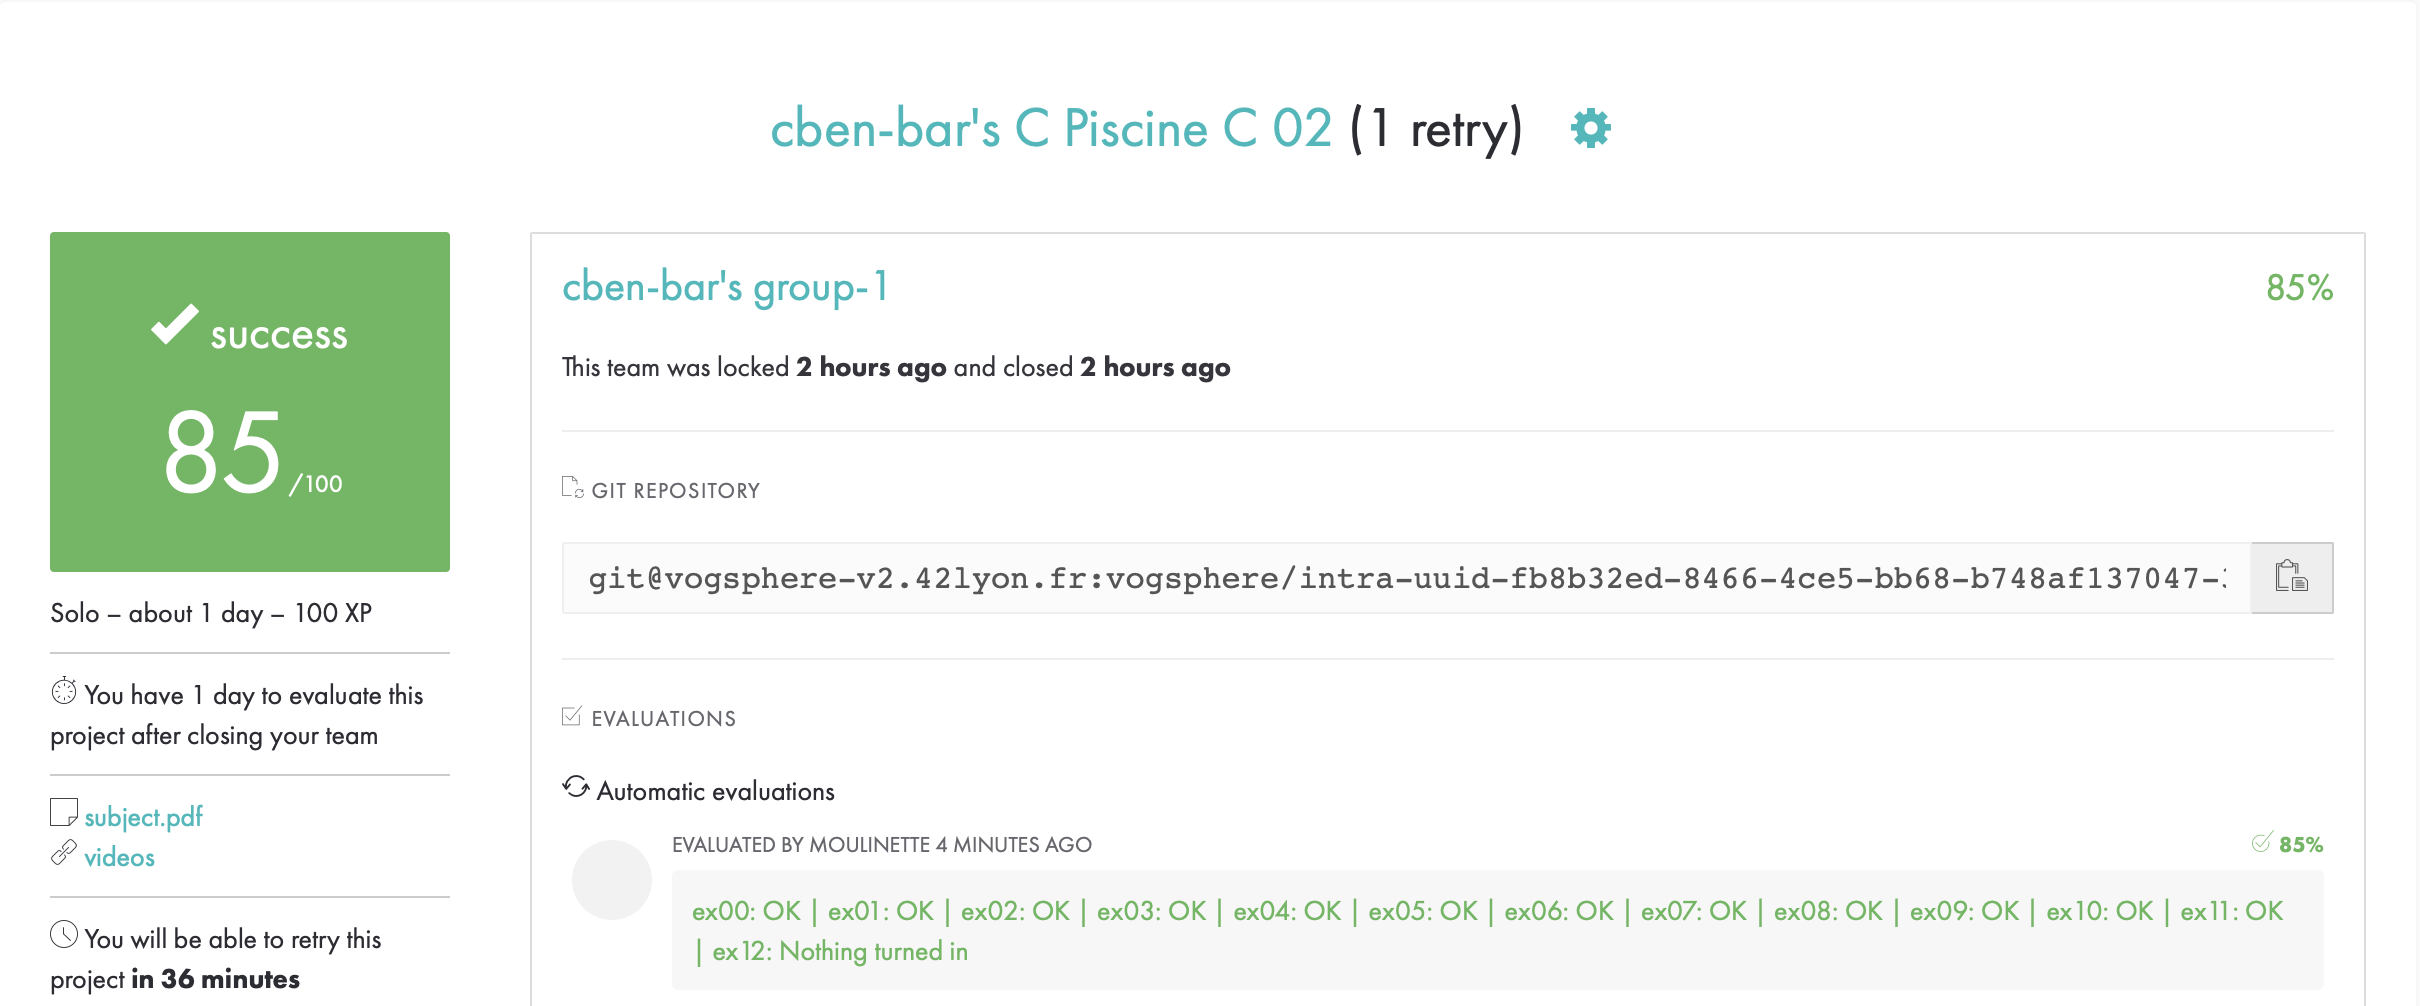 cben-bar's C Piscine C 02 (1 retry)
success
85/100
Solo – about 1 day – 100 XP
You have 1 day to evaluate this
project after closing your team
subject.pdf
videos
You will be able to retry this
project in 36 minutes
cben-bar's group-1
85%
This team was locked 2 hours ago and closed 2 hours ago
GIT REPOSITORY
git@vogsphere-v2.42lyon.fr:vogsphere/intra-uuid-fb8b32ed-8466-4ce5-bb68-b748af137047-
EVALUATIONS
Automatic evaluations
EVALUATED BY MOULINETTE 4 MINUTES AGO
85%
ex00: OK | ex01: OK | ex02: OK | ex03: OK | ex04: OK | ex05: OK | ex06: OK | ex07: OK | ex08: OK | ex09: OK | ex10: OK | ex11: OK
| ex12: Nothing turned in